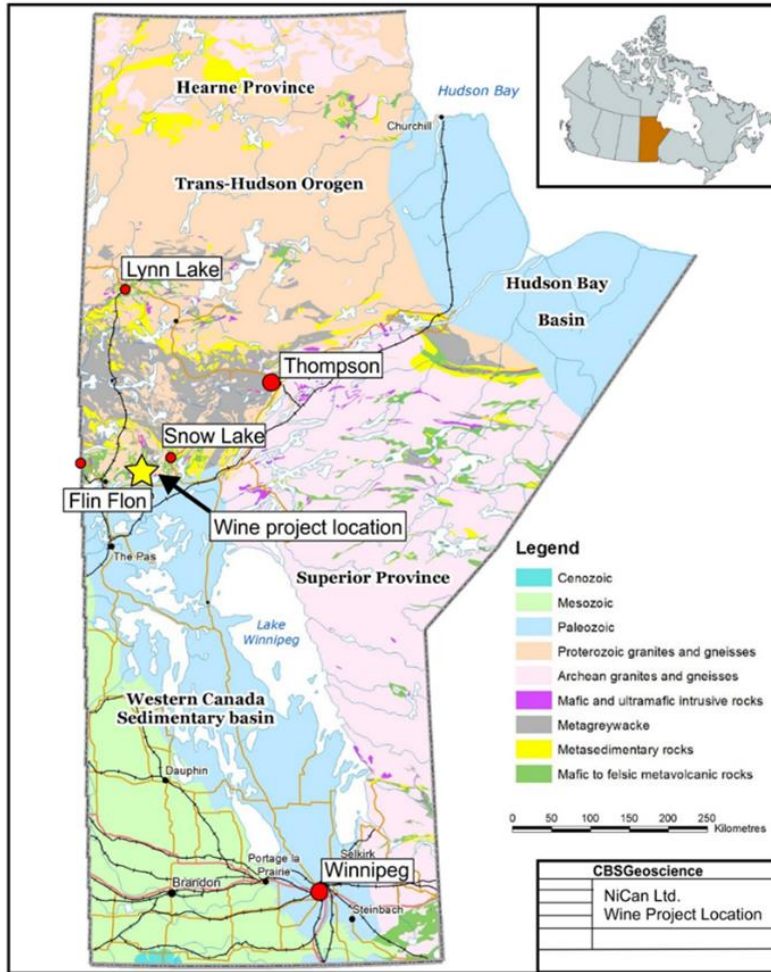 Hearne Province
Hudson Bay
Churchill
Trans-Hudson Orogen
Lynn Lake
Hudson Bay
Basin
Thompson
Snow Lake
Flin Flon
Wine project location
The Pas
Superior Province
Lake
Winnipeg
Western Canada
Sedimentary basin
Dauphin
Portage la
Prairie
Selkirk
Winnipeg
Brandon
Steinbach
Legend
Cenozoic
Mesozoic
Paleozoic
Proterozoic granites and gneisses
Archean granites and gneisses
Mafic and ultramafic intrusive rocks
Metagreywacke
Metasedimentary rocks
Mafic to felsic metavolcanic rocks
0 50 100 150 200 250
Kilometres
CBSGeoscience
NiCan Ltd.
Wine Project Location